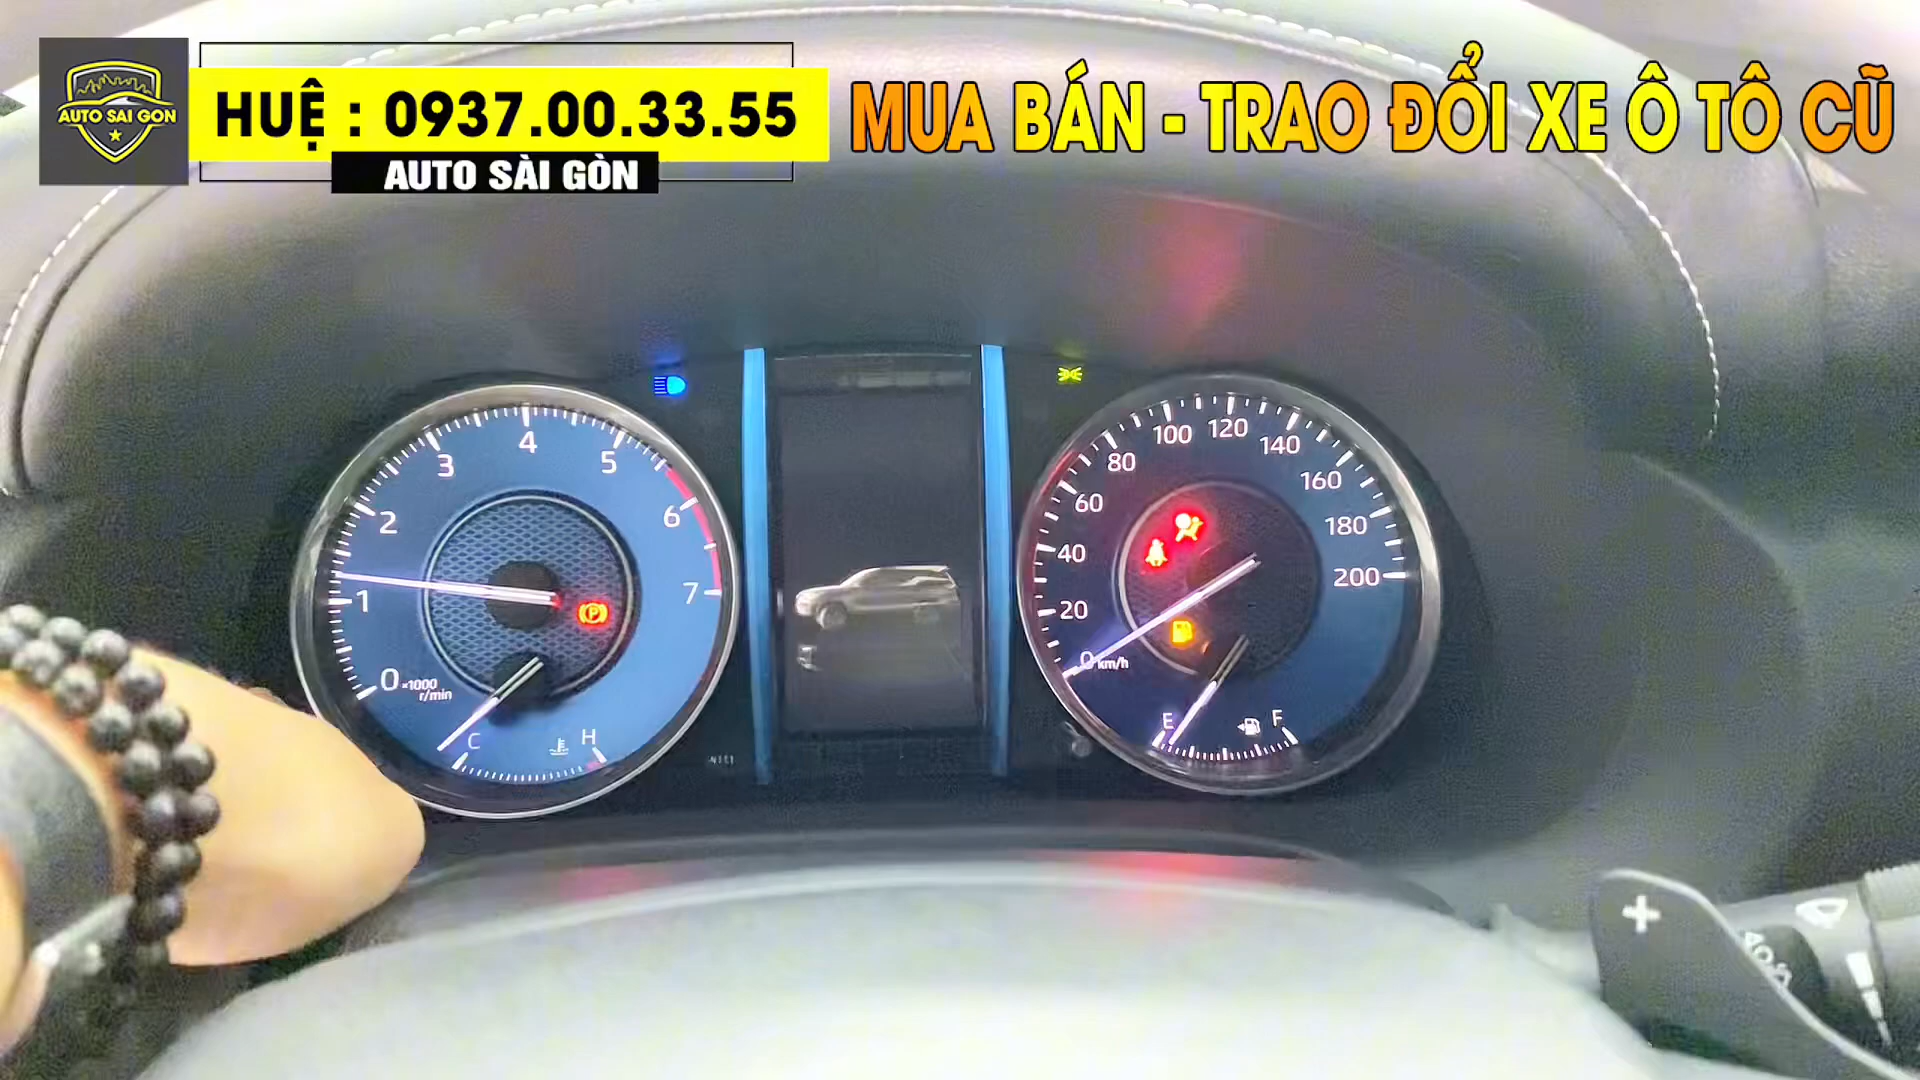 AUTO SAI GON
HUỆ : 0937.00.33.55
AUTO SÀI GÒN
MUA BÁN - TRAO ĐỔI XE Ô TÔ CŨ
0
1
2
3
4
5
6
7
×1000
r/min
C
H
P
0
20
40
60
80
100
120
140
160
180
200
km/h
E
F
+